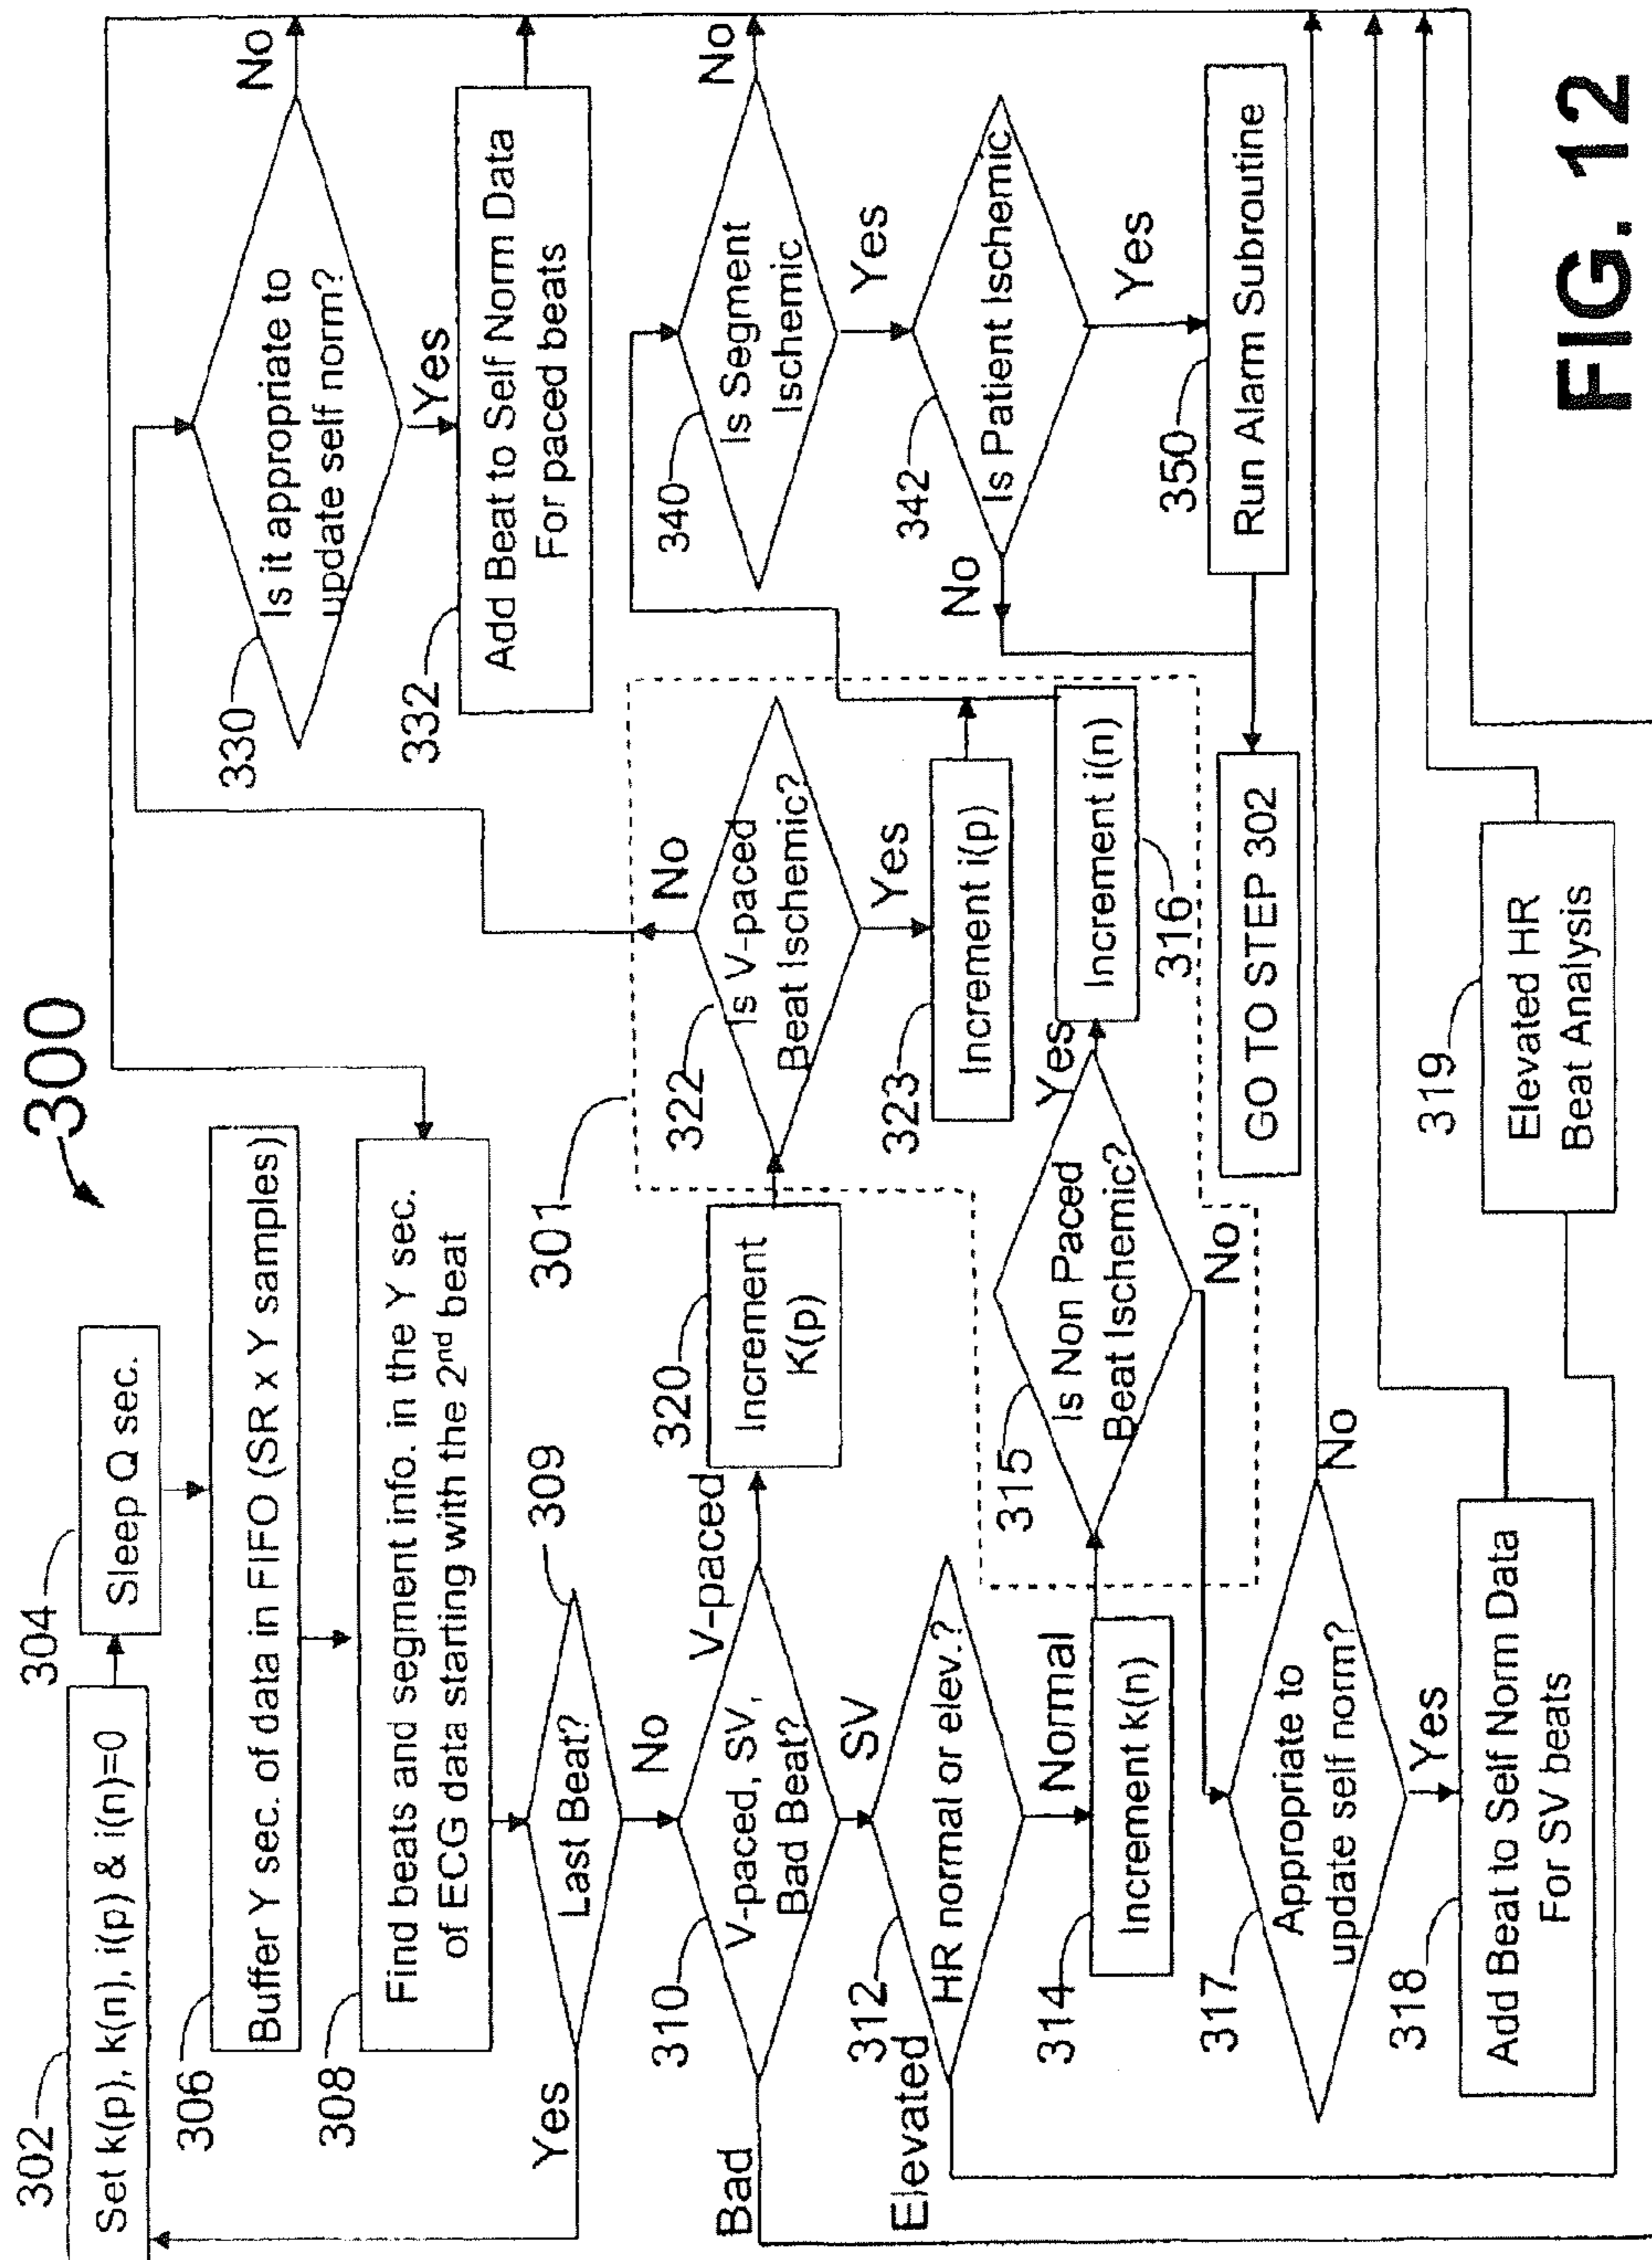 300
302
Set k(p), k(n), i(p) & i(n)=0
304
Sleep Q sec.
306
Buffer Y sec. of data in FIFO (SR x Y samples)
308
Find beats and segment info. in the Y sec.
of ECG data starting with the 2nd beat
309
Last Beat?
Yes
No
310
V-paced, SV,
Bad Beat?
Bad
V-paced
SV
312
HR normal or elev.?
Elevated
Normal
314
Increment k(n)
315
Is Non Paced
Beat Ischemic?
Yes
No
316
Increment i(n)
317
Appropriate to
update self norm?
No
Yes
318
Add Beat to Self Norm Data
For SV beats
319
Elevated HR
Beat Analysis
320
Increment
K(p)
301
322
Is V-paced
Beat Ischemic?
No
Yes
323
Increment i(p)
330
Is it appropriate to
update self norm?
No
Yes
332
Add Beat to Self Norm Data
For paced beats
340
Is Segment
Ischemic
No
Yes
342
Is Patient Ischemic
No
Yes
350
Run Alarm Subroutine
GO TO STEP 302
FIG. 12